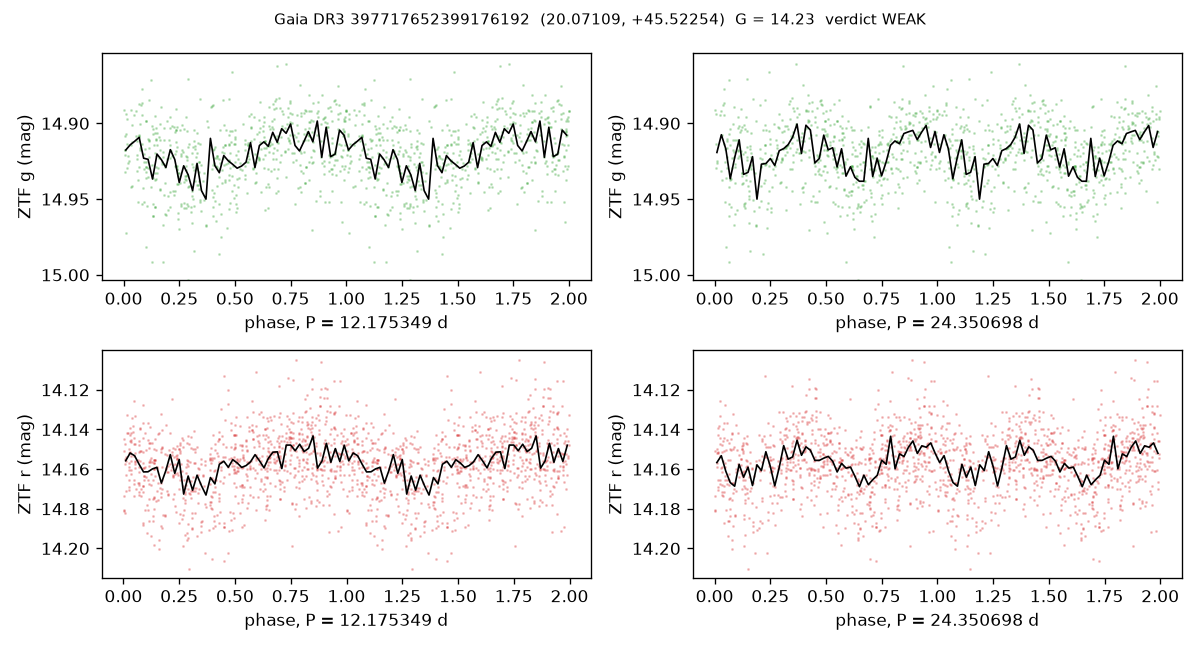 Gaia DR3 397717652399176192 (20.07109, +45.52254) G = 14.23 verdict WEAK
ZTF g (mag)
14.90
14.95
15.00
0.00 0.25 0.50 0.75 1.00 1.25 1.50 1.75 2.00
phase, P = 12.175349 d
ZTF g (mag)
14.90
14.95
15.00
0.00 0.25 0.50 0.75 1.00 1.25 1.50 1.75 2.00
phase, P = 24.350698 d
ZTF r (mag)
14.12
14.14
14.16
14.18
14.20
0.00 0.25 0.50 0.75 1.00 1.25 1.50 1.75 2.00
phase, P = 12.175349 d
ZTF r (mag)
14.12
14.14
14.16
14.18
14.20
0.00 0.25 0.50 0.75 1.00 1.25 1.50 1.75 2.00
phase, P = 24.350698 d